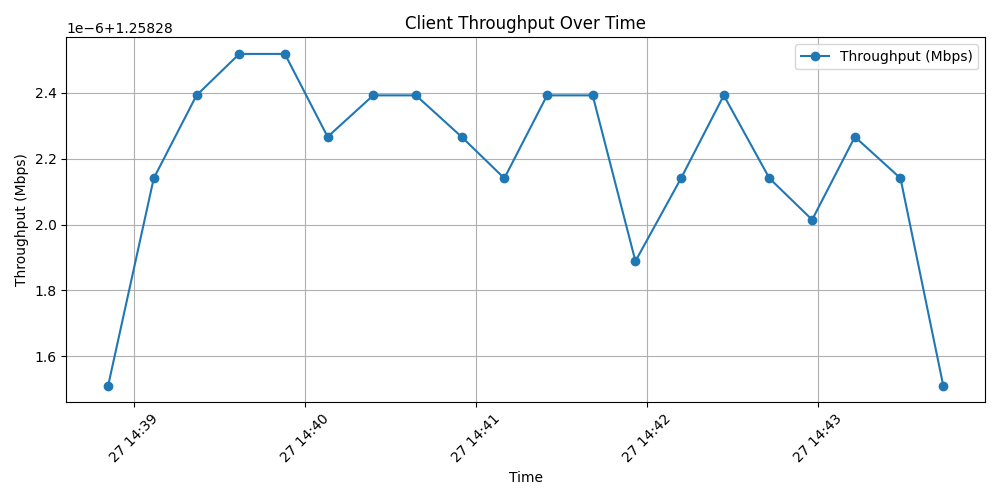 Client Throughput Over Time
1e−6+1.25828
Throughput (Mbps)
2.4
2.2
2.0
1.8
1.6
Throughput (Mbps)
27 14:39
27 14:40
27 14:41
27 14:42
27 14:43
Time